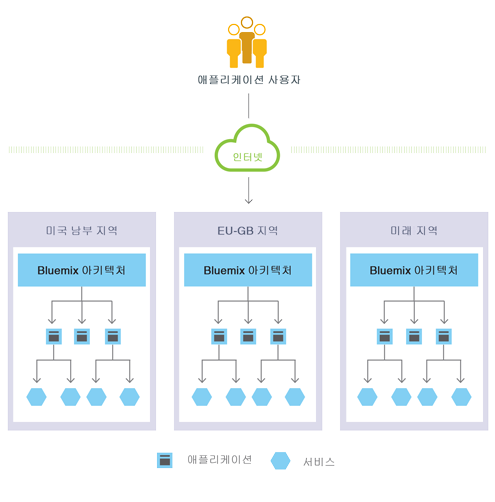 애플리케이션 사용자
인터넷
미국 남부 지역
EU-GB 지역
미래 지역
Bluemix 아키텍처
Bluemix 아키텍처
Bluemix 아키텍처
애플리케이션
서비스